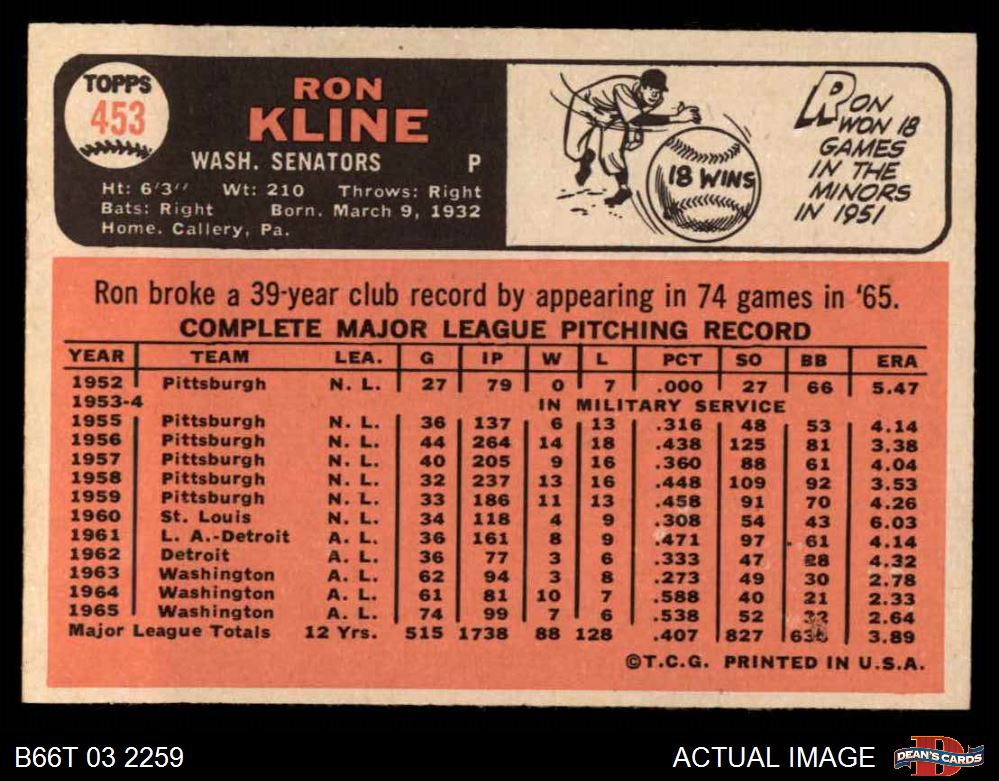 TOPPS
453
RON
KLINE
WASH. SENATORS P
Ht: 6'3" Wt: 210 Throws: Right
Bats: Right Born. March 9, 1932
Home. Callery, Pa.
18 WINS
RON
WON 18
GAMES
IN THE
MINORS
IN 1951
Ron broke a 39-year club record by appearing in 74 games in '65.
COMPLETE MAJOR LEAGUE PITCHING RECORD
YEAR TEAM LEA. G IP W L PCT SO BB ERA
1952 Pittsburgh N. L. 27 79 0 7 .000 27 66 5.47
1953-4 IN MILITARY SERVICE
1955 Pittsburgh N. L. 36 137 6 13 .316 48 53 4.14
1956 Pittsburgh N. L. 44 264 14 18 .438 125 81 3.38
1957 Pittsburgh N. L. 40 205 9 16 .360 88 61 4.04
1958 Pittsburgh N. L. 32 237 13 16 .448 109 92 3.53
1959 Pittsburgh N. L. 33 186 11 13 .458 91 70 4.26
1960 St. Louis N. L. 34 118 4 9 .308 54 43 6.03
1961 L. A.-Detroit A. L. 36 161 8 9 .471 97 61 4.14
1962 Detroit A. L. 36 77 3 6 .333 47 28 4.32
1963 Washington A. L. 62 94 3 8 .273 49 30 2.78
1964 Washington A. L. 61 81 10 7 .588 40 21 2.33
1965 Washington A. L. 74 99 7 6 .538 52 32 2.64
Major League Totals 12 Yrs. 515 1738 88 128 .407 827 3.89
©T.C.G. PRINTED IN U.S.A.
B66T 03 2259 ACTUAL IMAGE DEAN'S CARDS